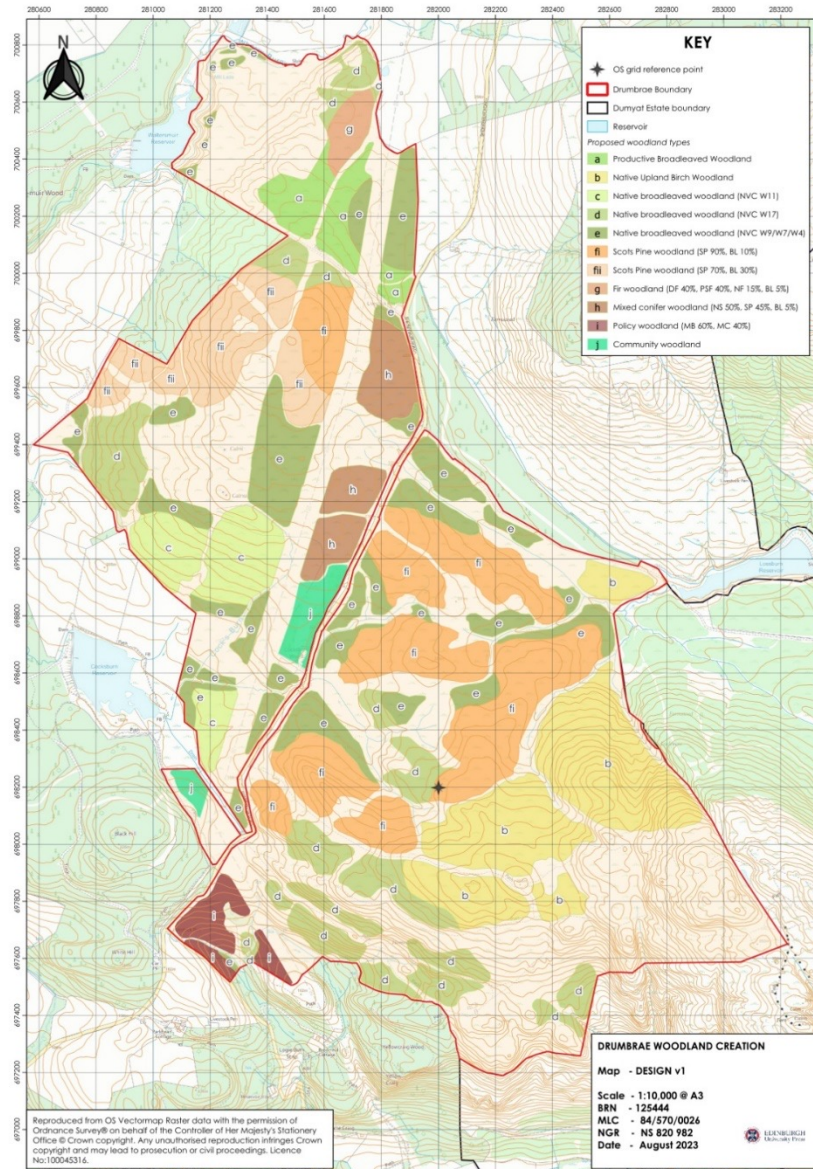 280600 280800 281000 281200 281400 281600 281800 282000 282200 282400 282600 282800 283000 283200
700800
700600
700400
700200
700000
699800
699600
699400
699200
699000
698800
698600
698400
698200
698000
697800
697600
697400
697200
697000
N
KEY
OS grid reference point
Drumbrae Boundary
Dumyat Estate boundary
Reservoir
Proposed woodland types
a Productive Broadleaved Woodland
b Native Upland Birch Woodland
c Native broadleaved woodland (NVC W11)
d Native broadleaved woodland (NVC W17)
e Native broadleaved woodland (NVC W9/W7/W4)
fi Scots Pine woodland (SP 90%, BL 10%)
fii Scots Pine woodland (SP 70%, BL 30%)
g Fir woodland (DF 40%, PSF 40%, NF 15%, BL 5%)
h Mixed conifer woodland (NS 50%, SP 45%, BL 5%)
i Policy woodland (MB 60%, MC 40%)
j Community woodland
Reservoir
muir Wood
Cairn
Reservoir
Reservoir
DRUMBRAE WOODLAND CREATION
Map - DESIGN v1
Scale - 1:10,000 @ A3
BRN - 125444
MLC - 84/570/0026
NGR - NS 820 982
Date - August 2023
EDINBURGH
University Press
Reproduced from OS Vectormap Raster data with the permission of
Ordnance Survey® on behalf of the Controller of Her Majesty's Stationery
Office © Crown copyright. Any unauthorised reproduction infringes Crown
copyright and may lead to prosecution or civil proceedings. Licence
No:100045316.